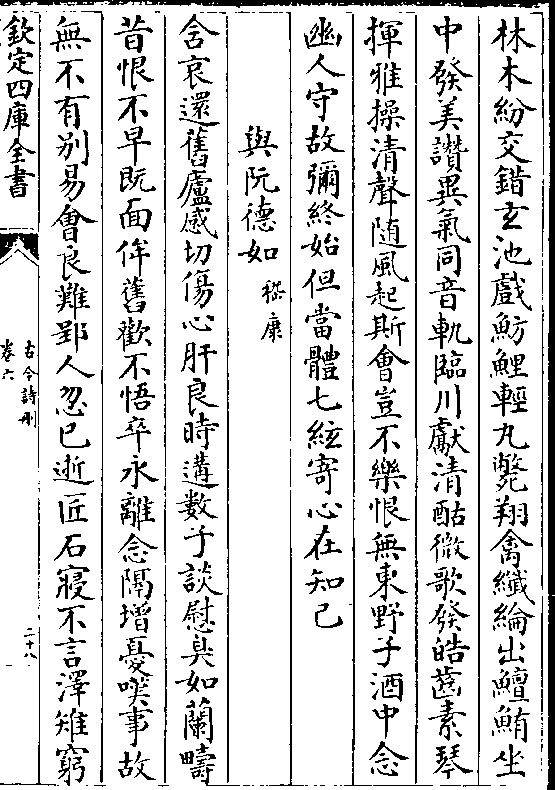 林木紛交錯𤣥池戲魴鯉輕丸斃翔禽纎綸出鱣鮪坐
中發美讚異氣同音軌臨川獻清酤微歌發皓齒素琴
揮雅操清聲隨風起斯會豈不樂恨無東野子酒中念
幽人守故彌終始但當體七絃寄心在知己
與阮德如 嵇康
含哀還舊廬感切傷心肝良時遘數子談慰臭如蘭疇
昔恨不早既面侔舊歡不悟卒永離念隔增憂嘆事故
無不有别易會良難郢人忽已逝匠石寢不言澤雉窮
欽定四庫全書
古今詩刪
卷六
二十八